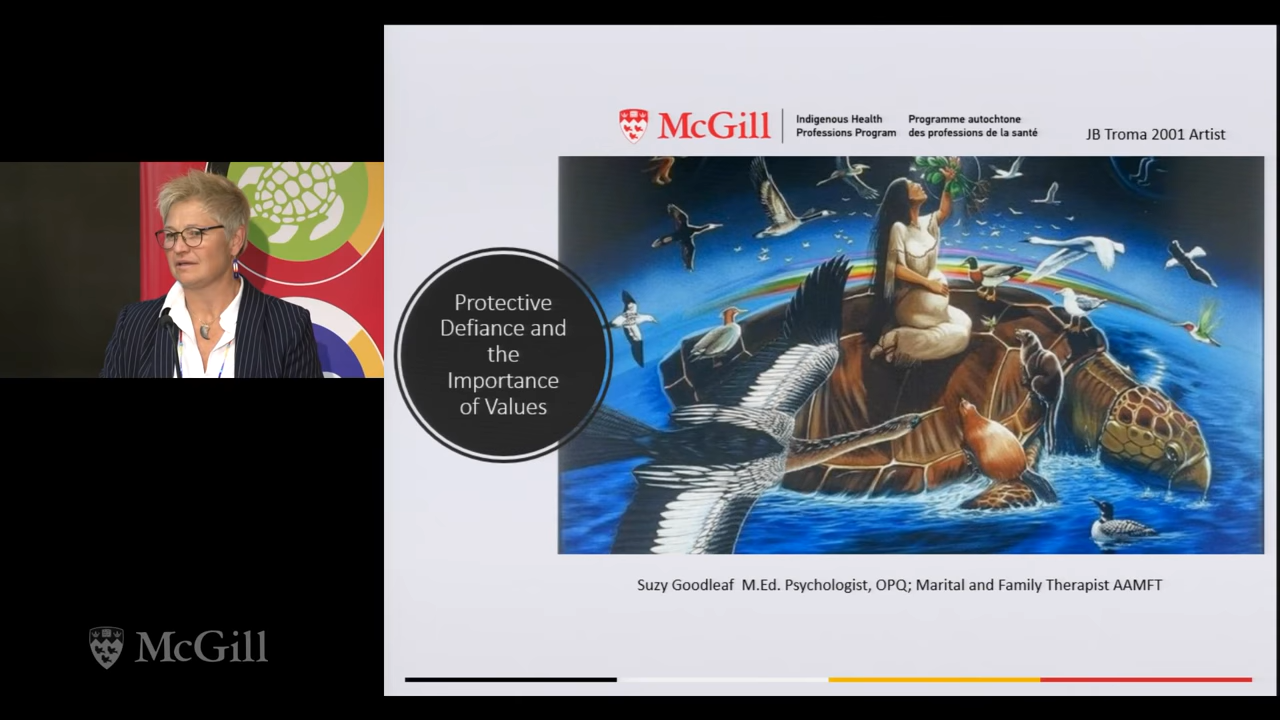 McGill
Indigenous Health
Professions Program
Programme autochtone
des professions de la santé
JB Troma 2001 Artist
Protective
Defiance and
the
Importance
of Values
Suzy Goodleaf M.Ed. Psychologist, OPQ; Marital and Family Therapist AAMFT
McGill